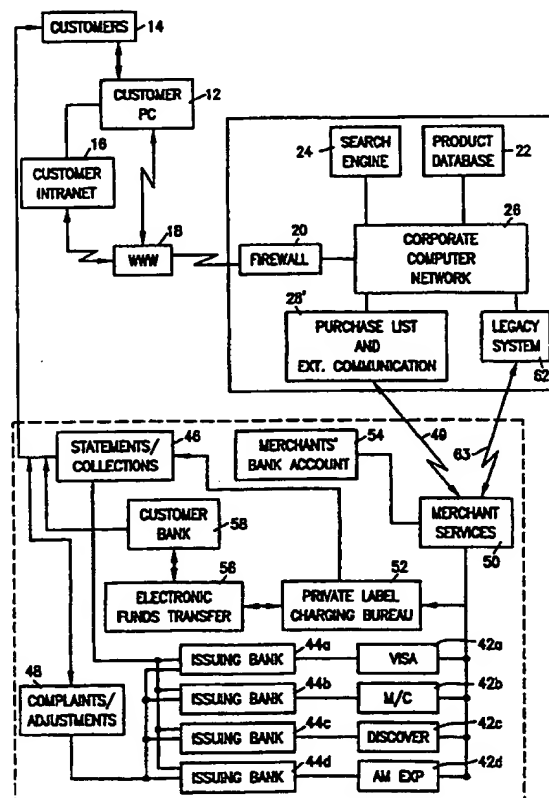 CUSTOMERS
14
CUSTOMER
PC
12
16
CUSTOMER
INTRANET
18
WWW
24
SEARCH
ENGINE
PRODUCT
DATABASE
22
20
FIREWALL
26
CORPORATE
COMPUTER
NETWORK
28'
PURCHASE LIST
AND
EXT. COMMUNICATION
LEGACY
SYSTEM
62
STATEMENTS/
COLLECTIONS
46
54
MERCHANTS'
BANK ACCOUNT
49
63
MERCHANT
SERVICES
50
CUSTOMER
BANK
58
56
ELECTRONIC
FUNDS TRANSFER
52
PRIVATE LABEL
CHARGING BUREAU
48
COMPLAINTS/
ADJUSTMENTS
44a
ISSUING BANK
VISA
42a
44b
ISSUING BANK
M/C
42b
44c
ISSUING BANK
DISCOVER
42c
44d
ISSUING BANK
AM EXP
42d